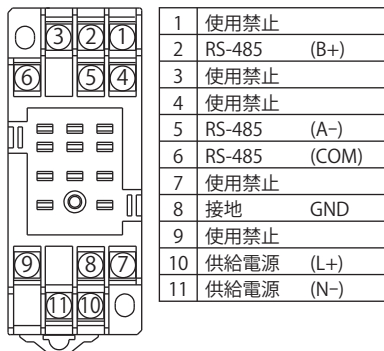 3 2 1
6 5 4
9 8 7
11 10
1 使用禁止
2 RS-485 (B+)
3 使用禁止
4 使用禁止
5 RS-485 (A−)
6 RS-485 (COM)
7 使用禁止
8 接地 GND
9 使用禁止
10 供給電源 (L+)
11 供給電源 (N−)